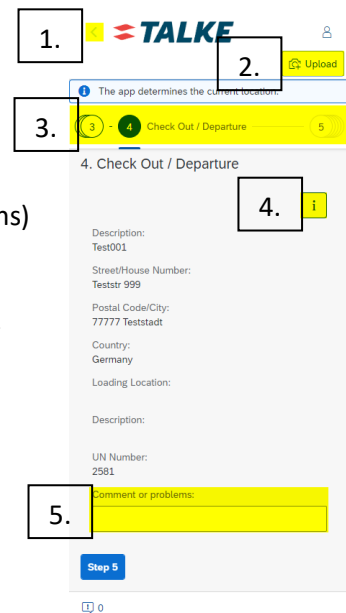 1.
TALKE
2.
Upload
The app determines the current location.
3.
3 - 4 Check Out / Departure 5
4. Check Out / Departure
ns)
4.
i
Description:
Test001
Street/House Number:
Teststr 999
Postal Code/City:
77777 Teststadt
Country:
Germany
Loading Location:
Description:
UN Number:
2581
Comment or problems:
5.
Step 5
0